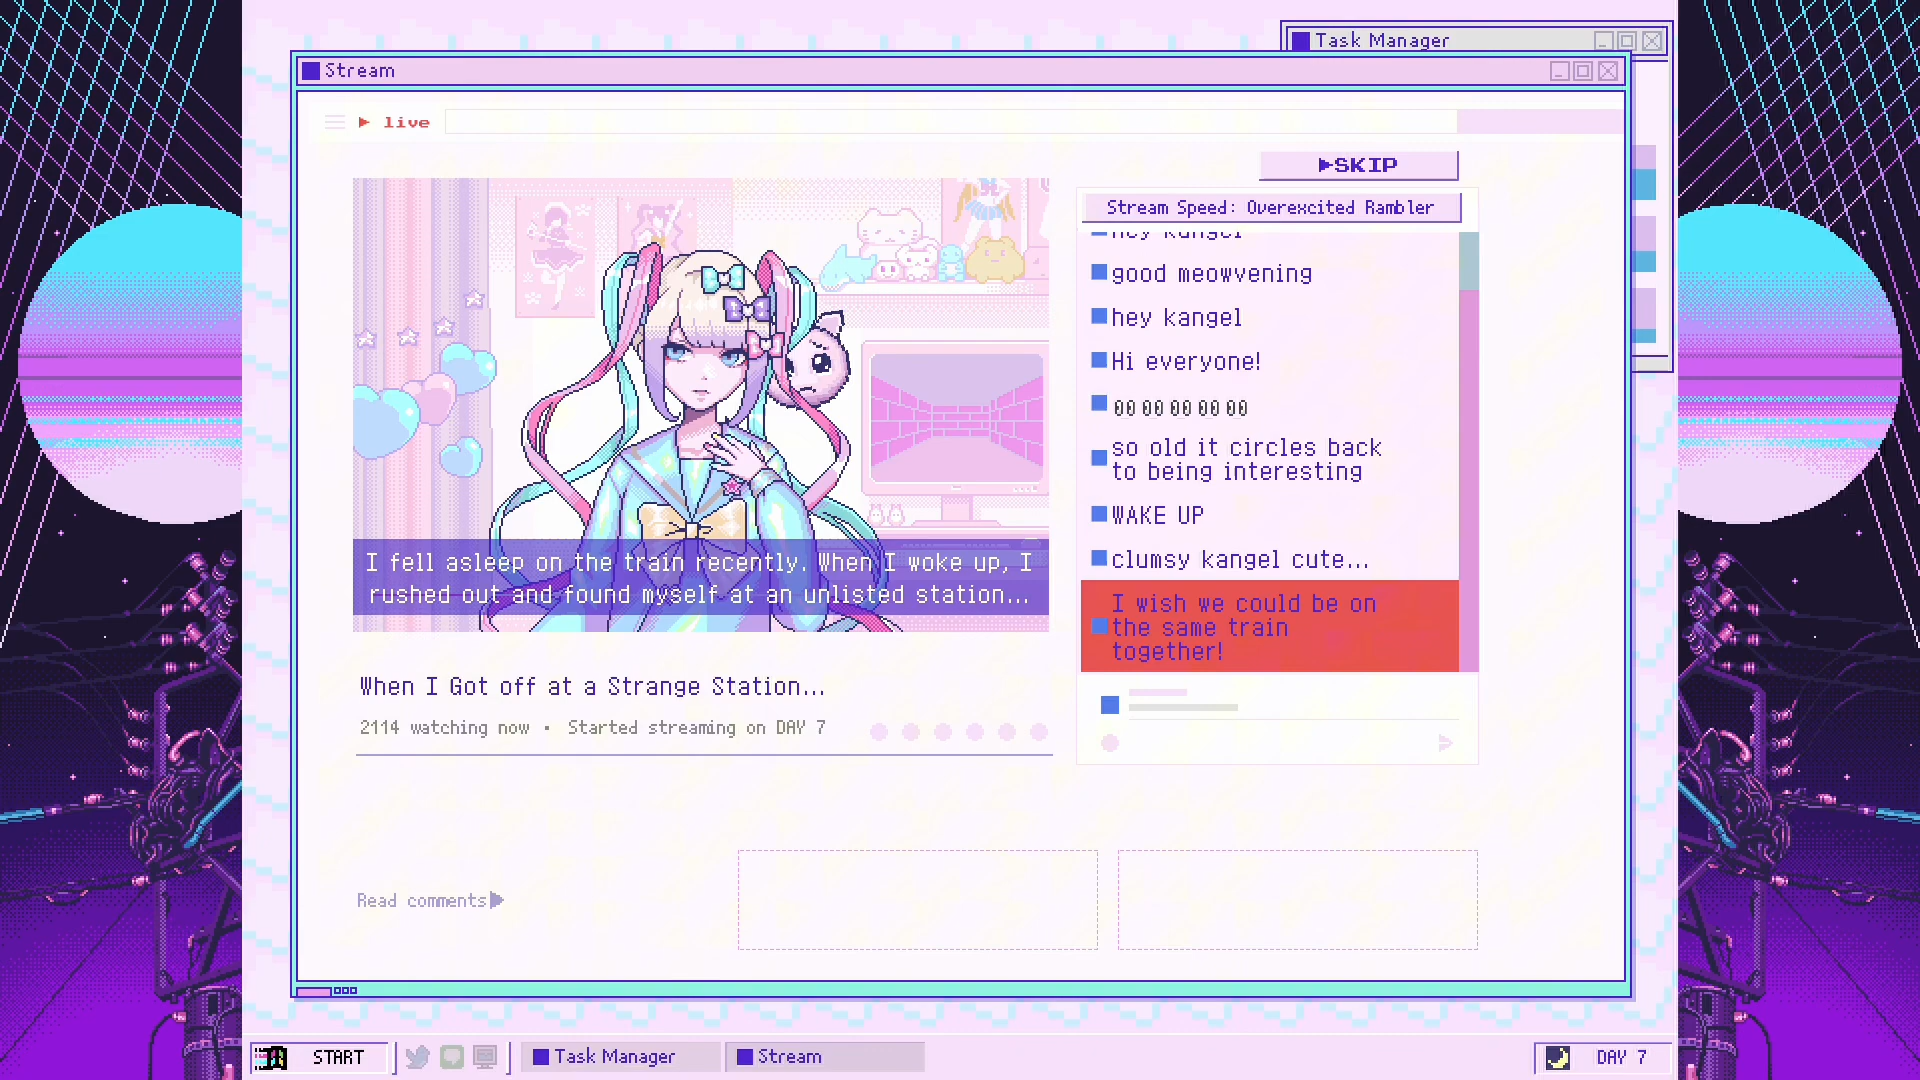 Task Manager
Stream
live
▶SKIP
Stream Speed: Overexcited Rambler
hey kangel
good meowvening
hey kangel
Hi everyone!
so old it circles back
to being interesting
WAKE UP
clumsy kangel cute...
I wish we could be on
the same train
together!
I fell asleep on the train recently. When I woke up, I
rushed out and found myself at an unlisted station...
When I Got off at a Strange Station...
2114 watching now • Started streaming on DAY 7
Read comments▶
START
Task Manager
Stream
DAY 7